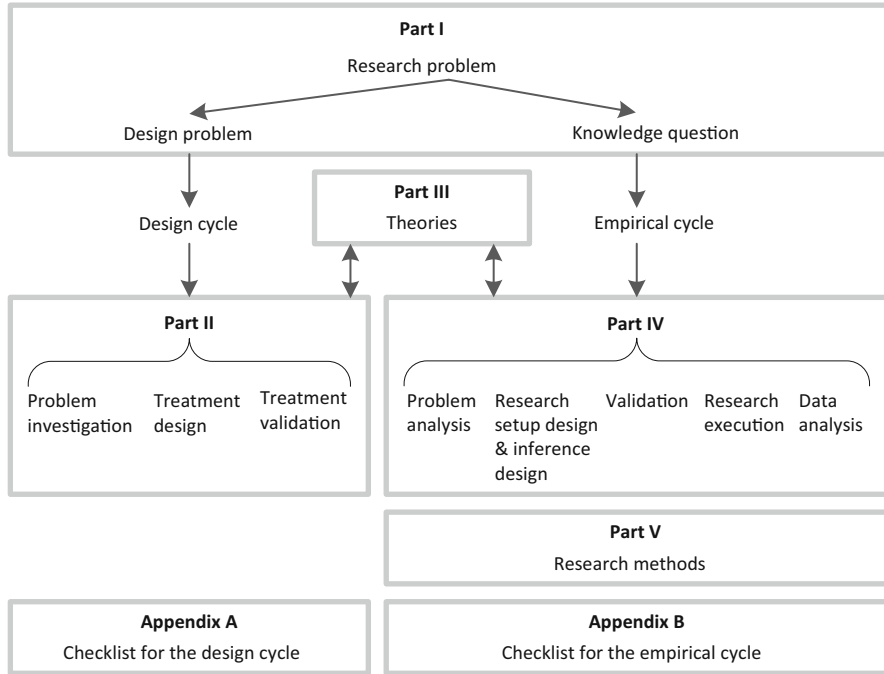 Part I
Research problem
Design problem
Knowledge question
Part III
Theories
Design cycle
Empirical cycle
Part II
Problem
investigation
Treatment
design
Treatment
validation
Part IV
Problem
analysis
Research
setup design
& inference
design
Validation
Research
execution
Data
analysis
Part V
Research methods
Appendix A
Checklist for the design cycle
Appendix B
Checklist for the empirical cycle